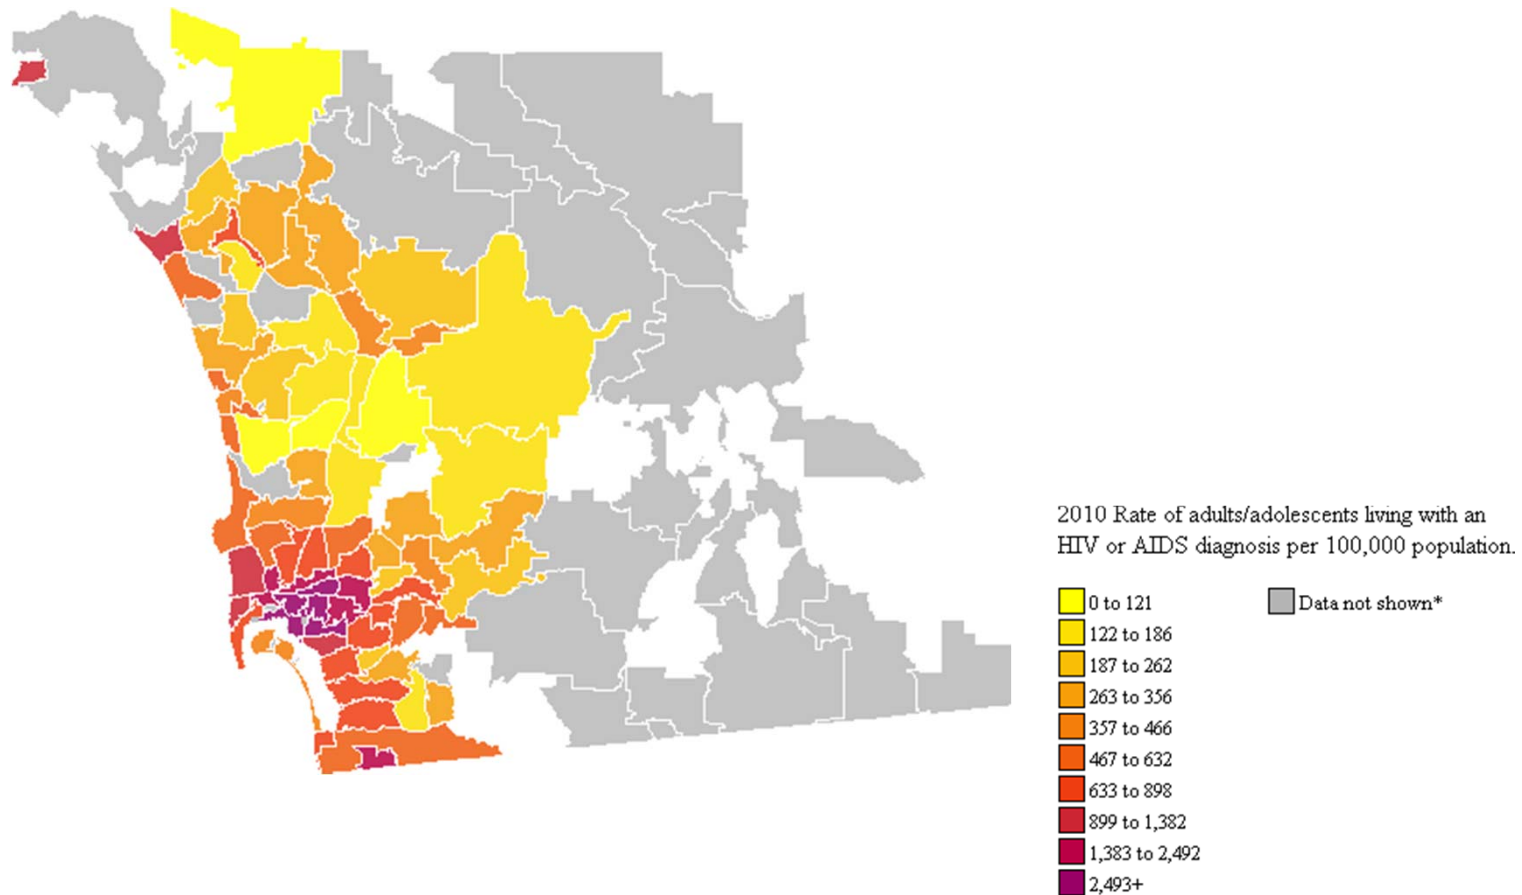 2010 Rate of adults/adolescents living with an
HIV or AIDS diagnosis per 100,000 population.
0 to 121
Data not shown*
122 to 186
187 to 262
263 to 356
357 to 466
467 to 632
633 to 898
899 to 1,382
1,383 to 2,492
2,493+